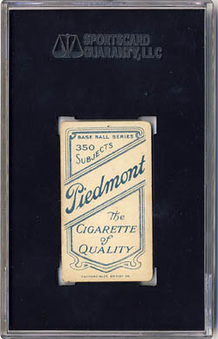 SPORTSCARD
GUARANTY, LLC
BASE BALL SERIES
350
SUBJECTS
Piedmont
The
CIGARETTE
of
QUALITY